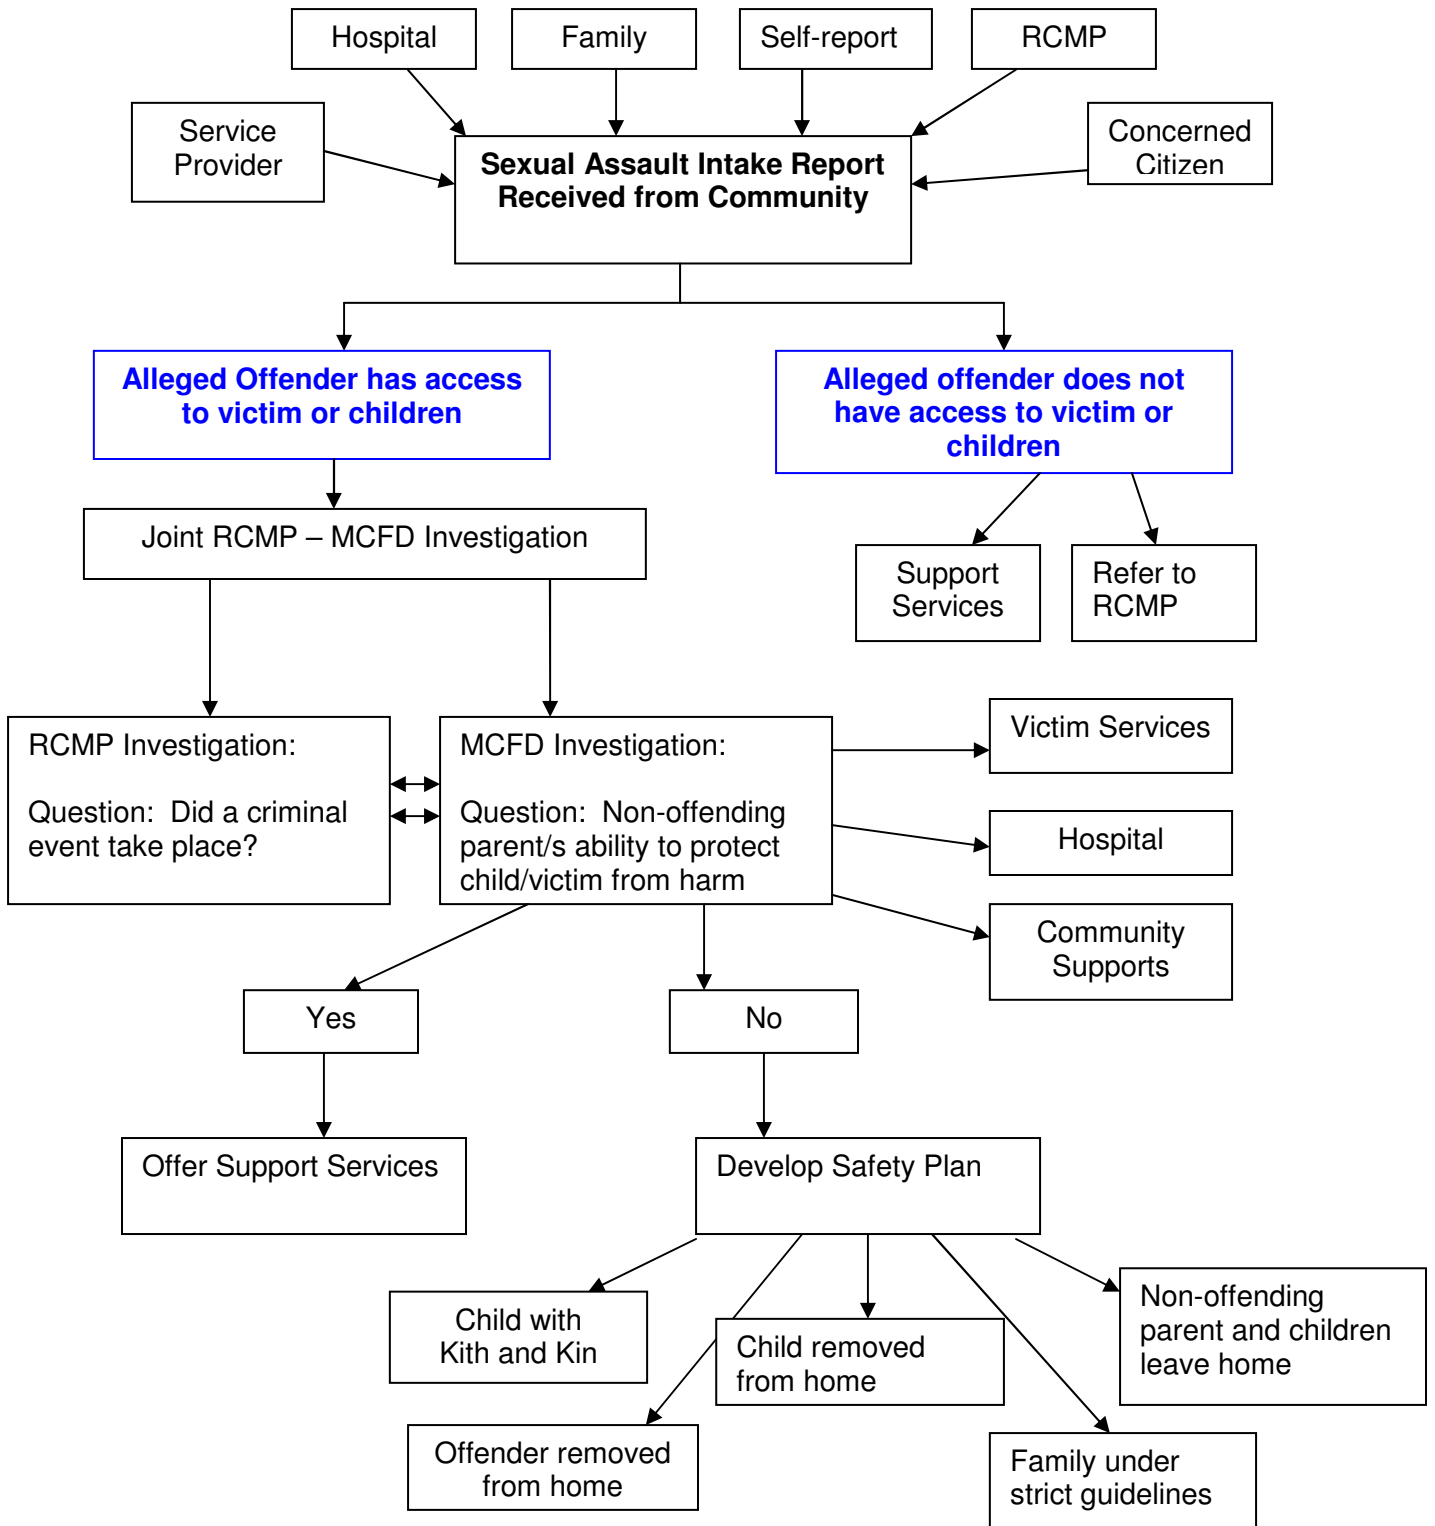 Hospital
Family
Self-report
RCMP
Service
Provider
Concerned
Citizen
Sexual Assault Intake Report
Received from Community
Alleged Offender has access
to victim or children
Alleged offender does not
have access to victim or
children
Joint RCMP – MCFD Investigation
Support
Services
Refer to
RCMP
RCMP Investigation:
Question:  Did a criminal
event take place?
MCFD Investigation:
Question:  Non-offending
parent/s ability to protect
child/victim from harm
Victim Services
Hospital
Community
Supports
Yes
No
Offer Support Services
Develop Safety Plan
Child with
Kith and Kin
Child removed
from home
Non-offending
parent and children
leave home
Offender removed
from home
Family under
strict guidelines